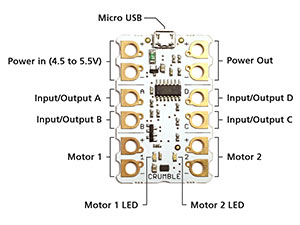 Micro USB
Power in (4.5 to 5.5V)
Power Out
Input/Output A
A
D
Input/Output D
Input/Output B
B
C
Input/Output C
Motor 1
Motor 2
CRUMBLE
Motor 1 LED
Motor 2 LED